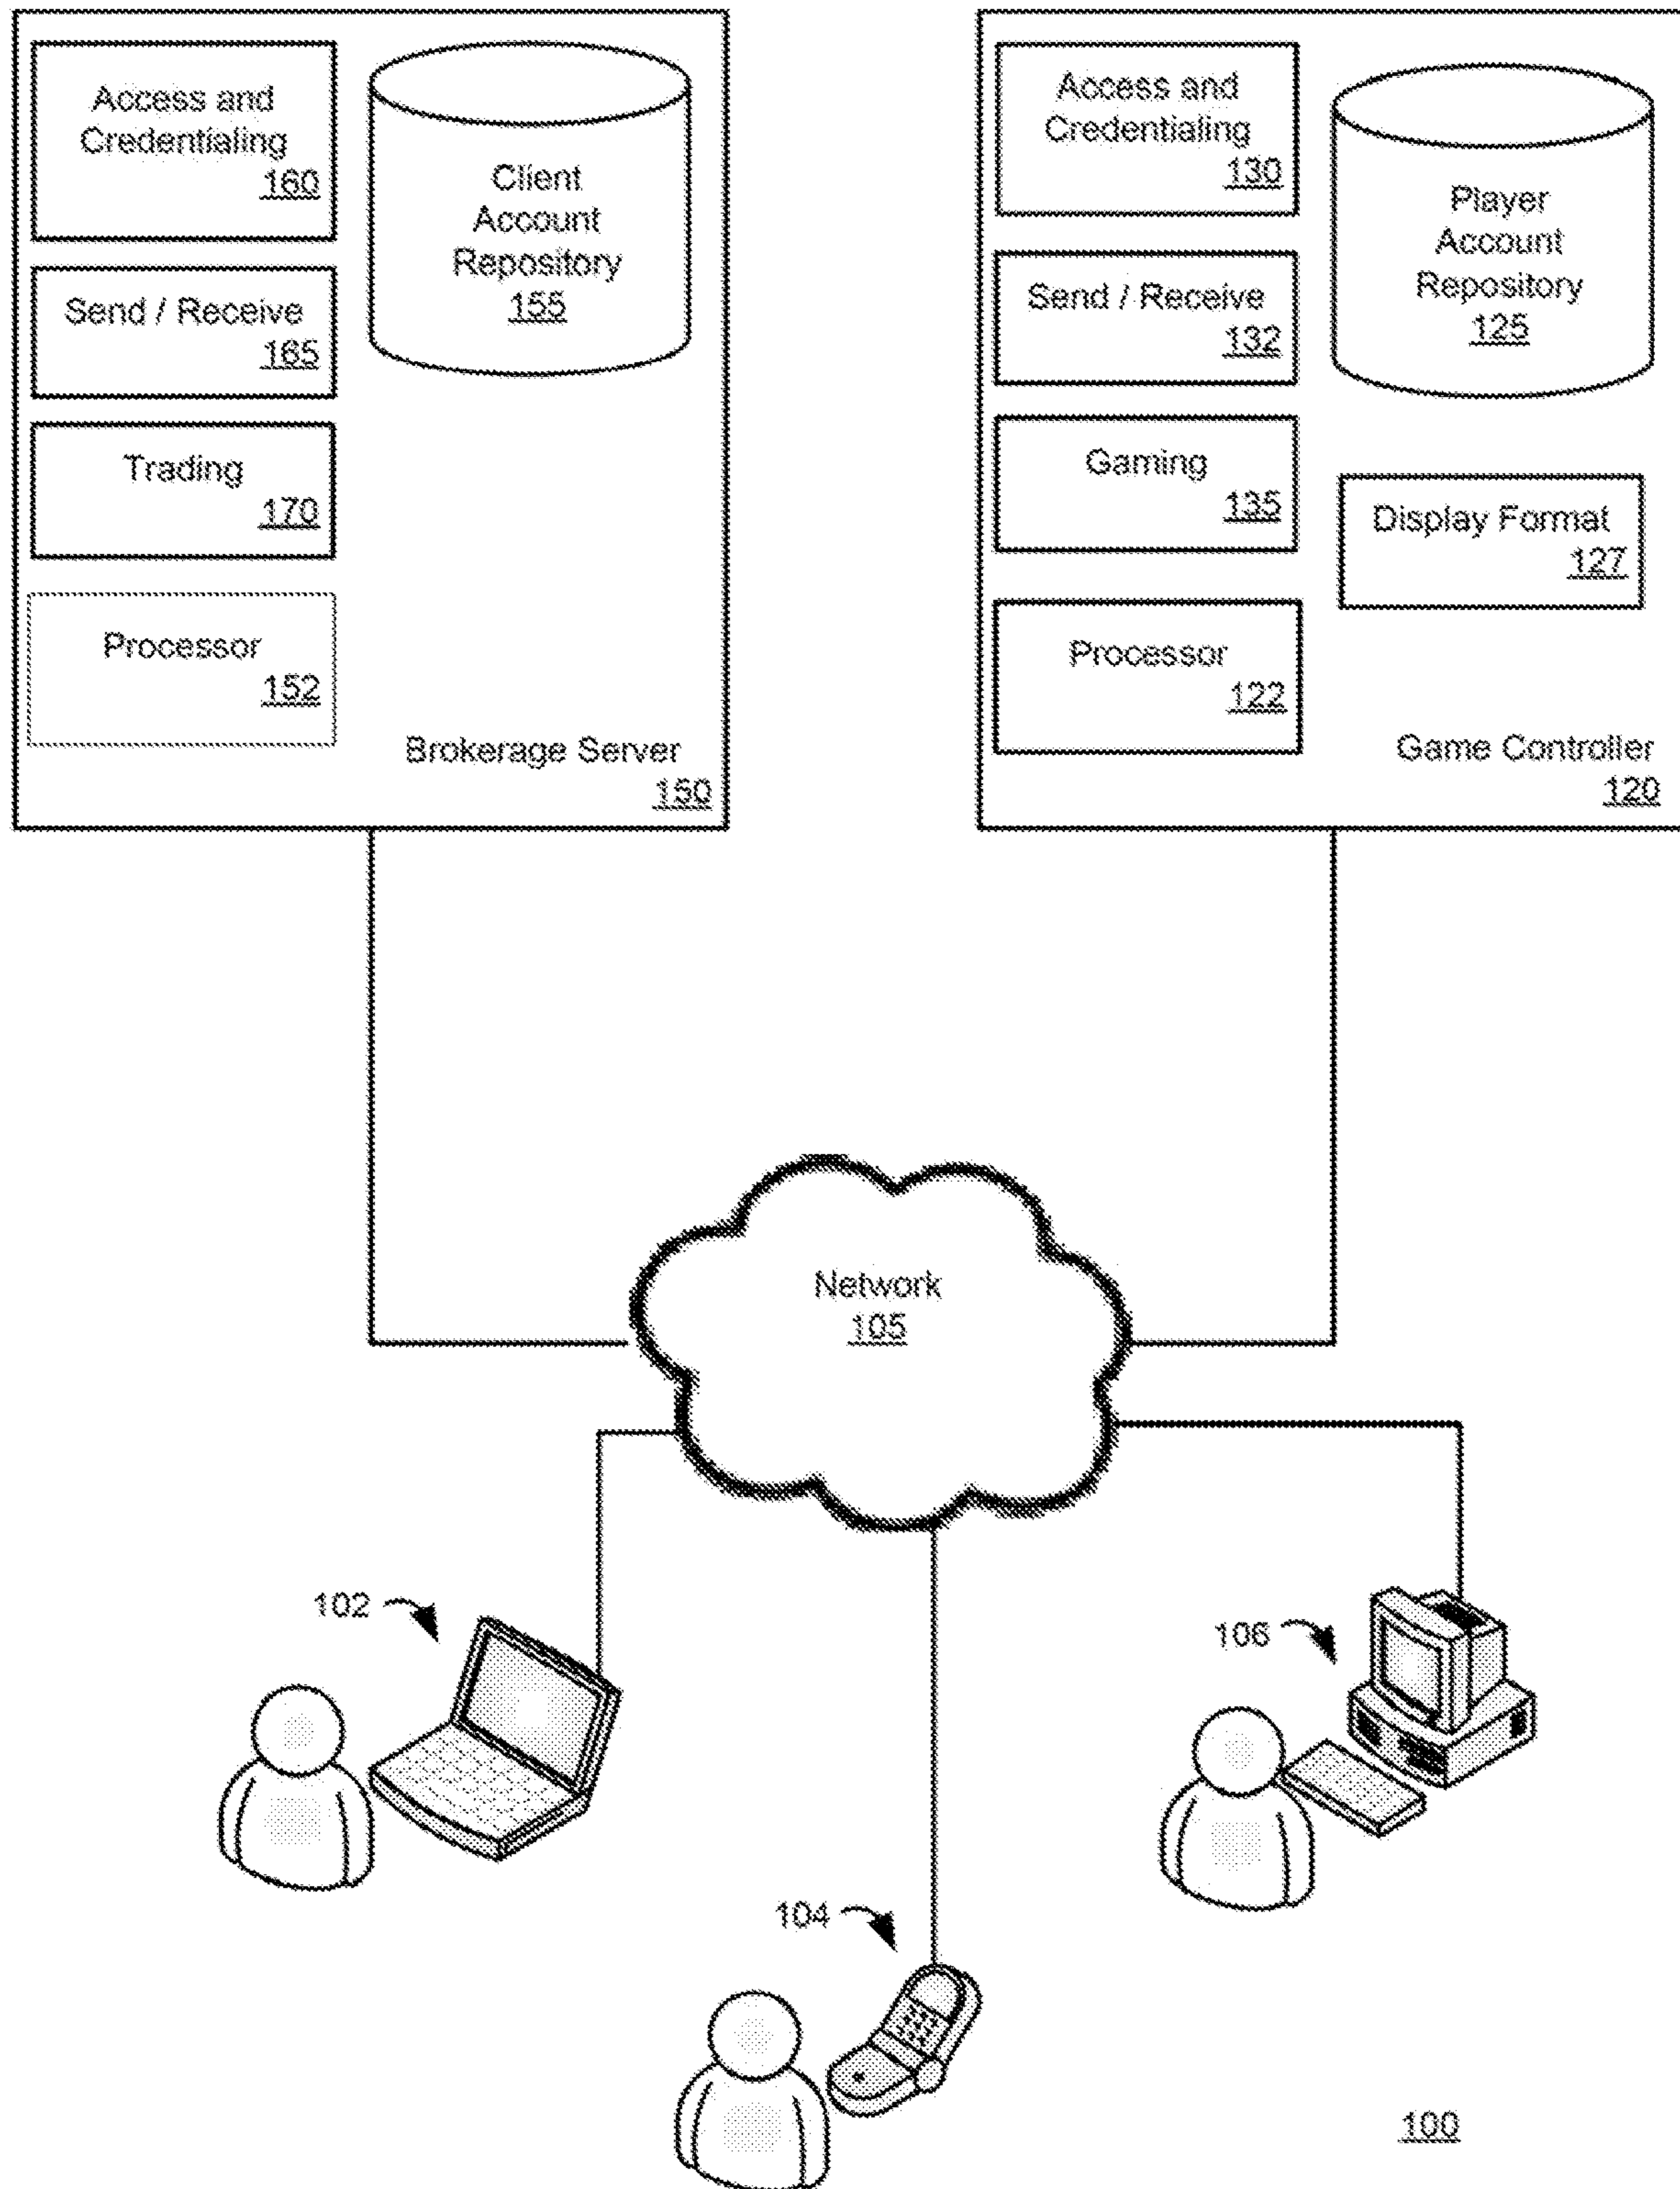 Access and
Credentialing
160
Client
Account
Repository
155
Send / Receive
165
Trading
170
Processor
152
Brokerage Server
150
Access and
Credentialing
130
Player
Account
Repository
125
Send / Receive
132
Gaming
135
Display Format
127
Processor
122
Game Controller
120
Network
105
102
106
104
100